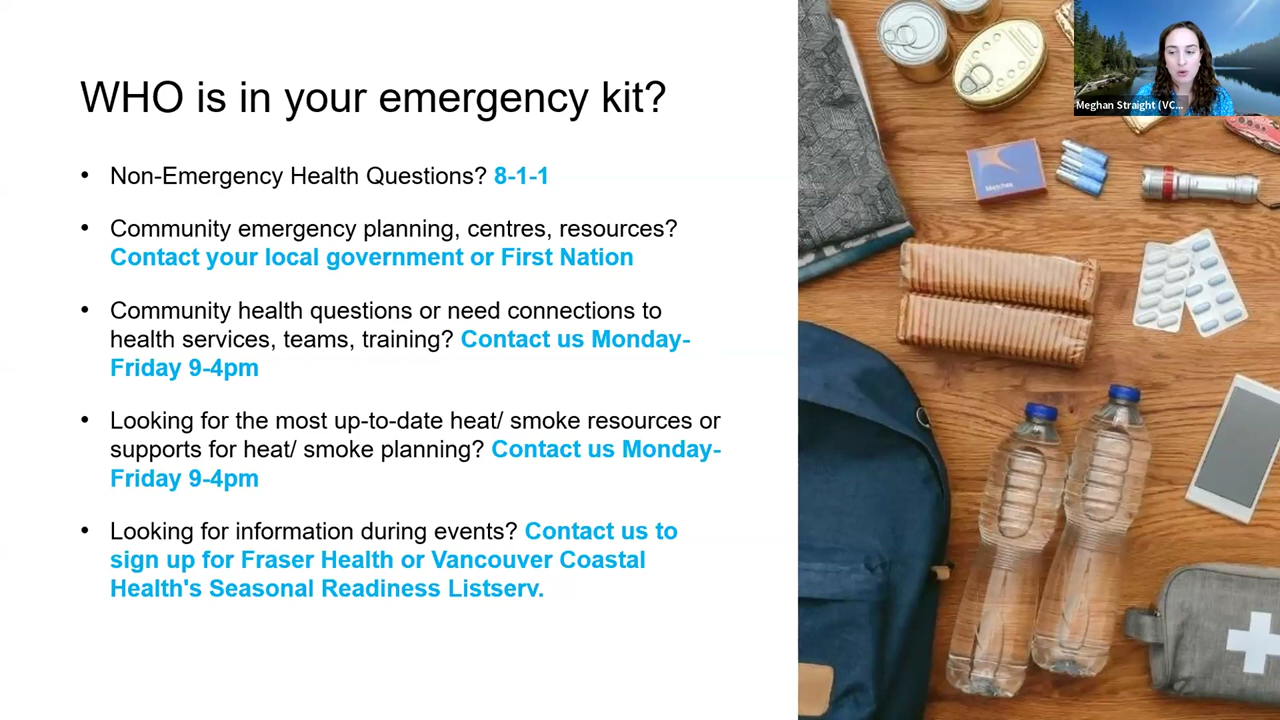 Meghan Straight (VC...
WHO is in your emergency kit?
• Non-Emergency Health Questions? 8-1-1
• Community emergency planning, centres, resources?
Contact your local government or First Nation
• Community health questions or need connections to
health services, teams, training? Contact us Monday-
Friday 9-4pm
• Looking for the most up-to-date heat/ smoke resources or
supports for heat/ smoke planning? Contact us Monday-
Friday 9-4pm
• Looking for information during events? Contact us to
sign up for Fraser Health or Vancouver Coastal
Health's Seasonal Readiness Listserv.
Matches